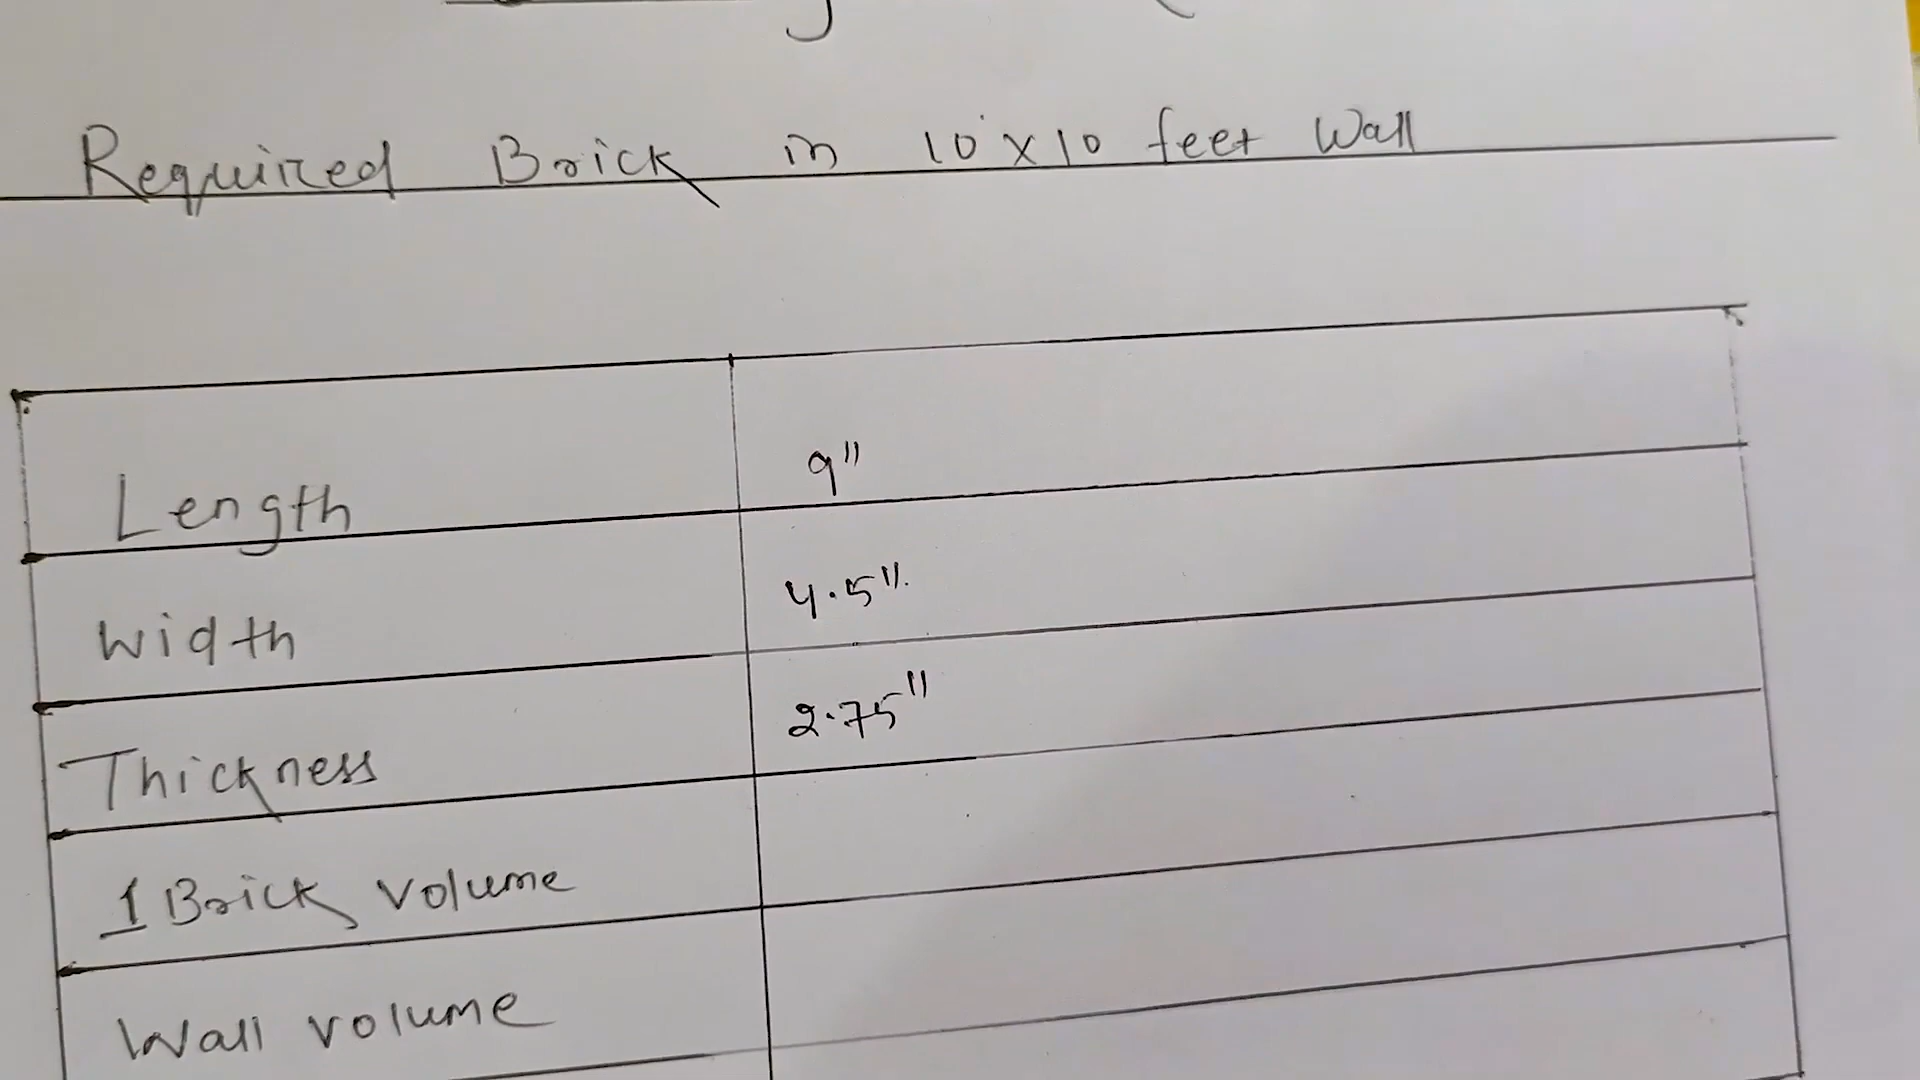 Required Brick in 10'x10 feet Wall
Length 9"
Width 4.5"
Thickness 2.75"
1 Brick Volume
Wall Volume